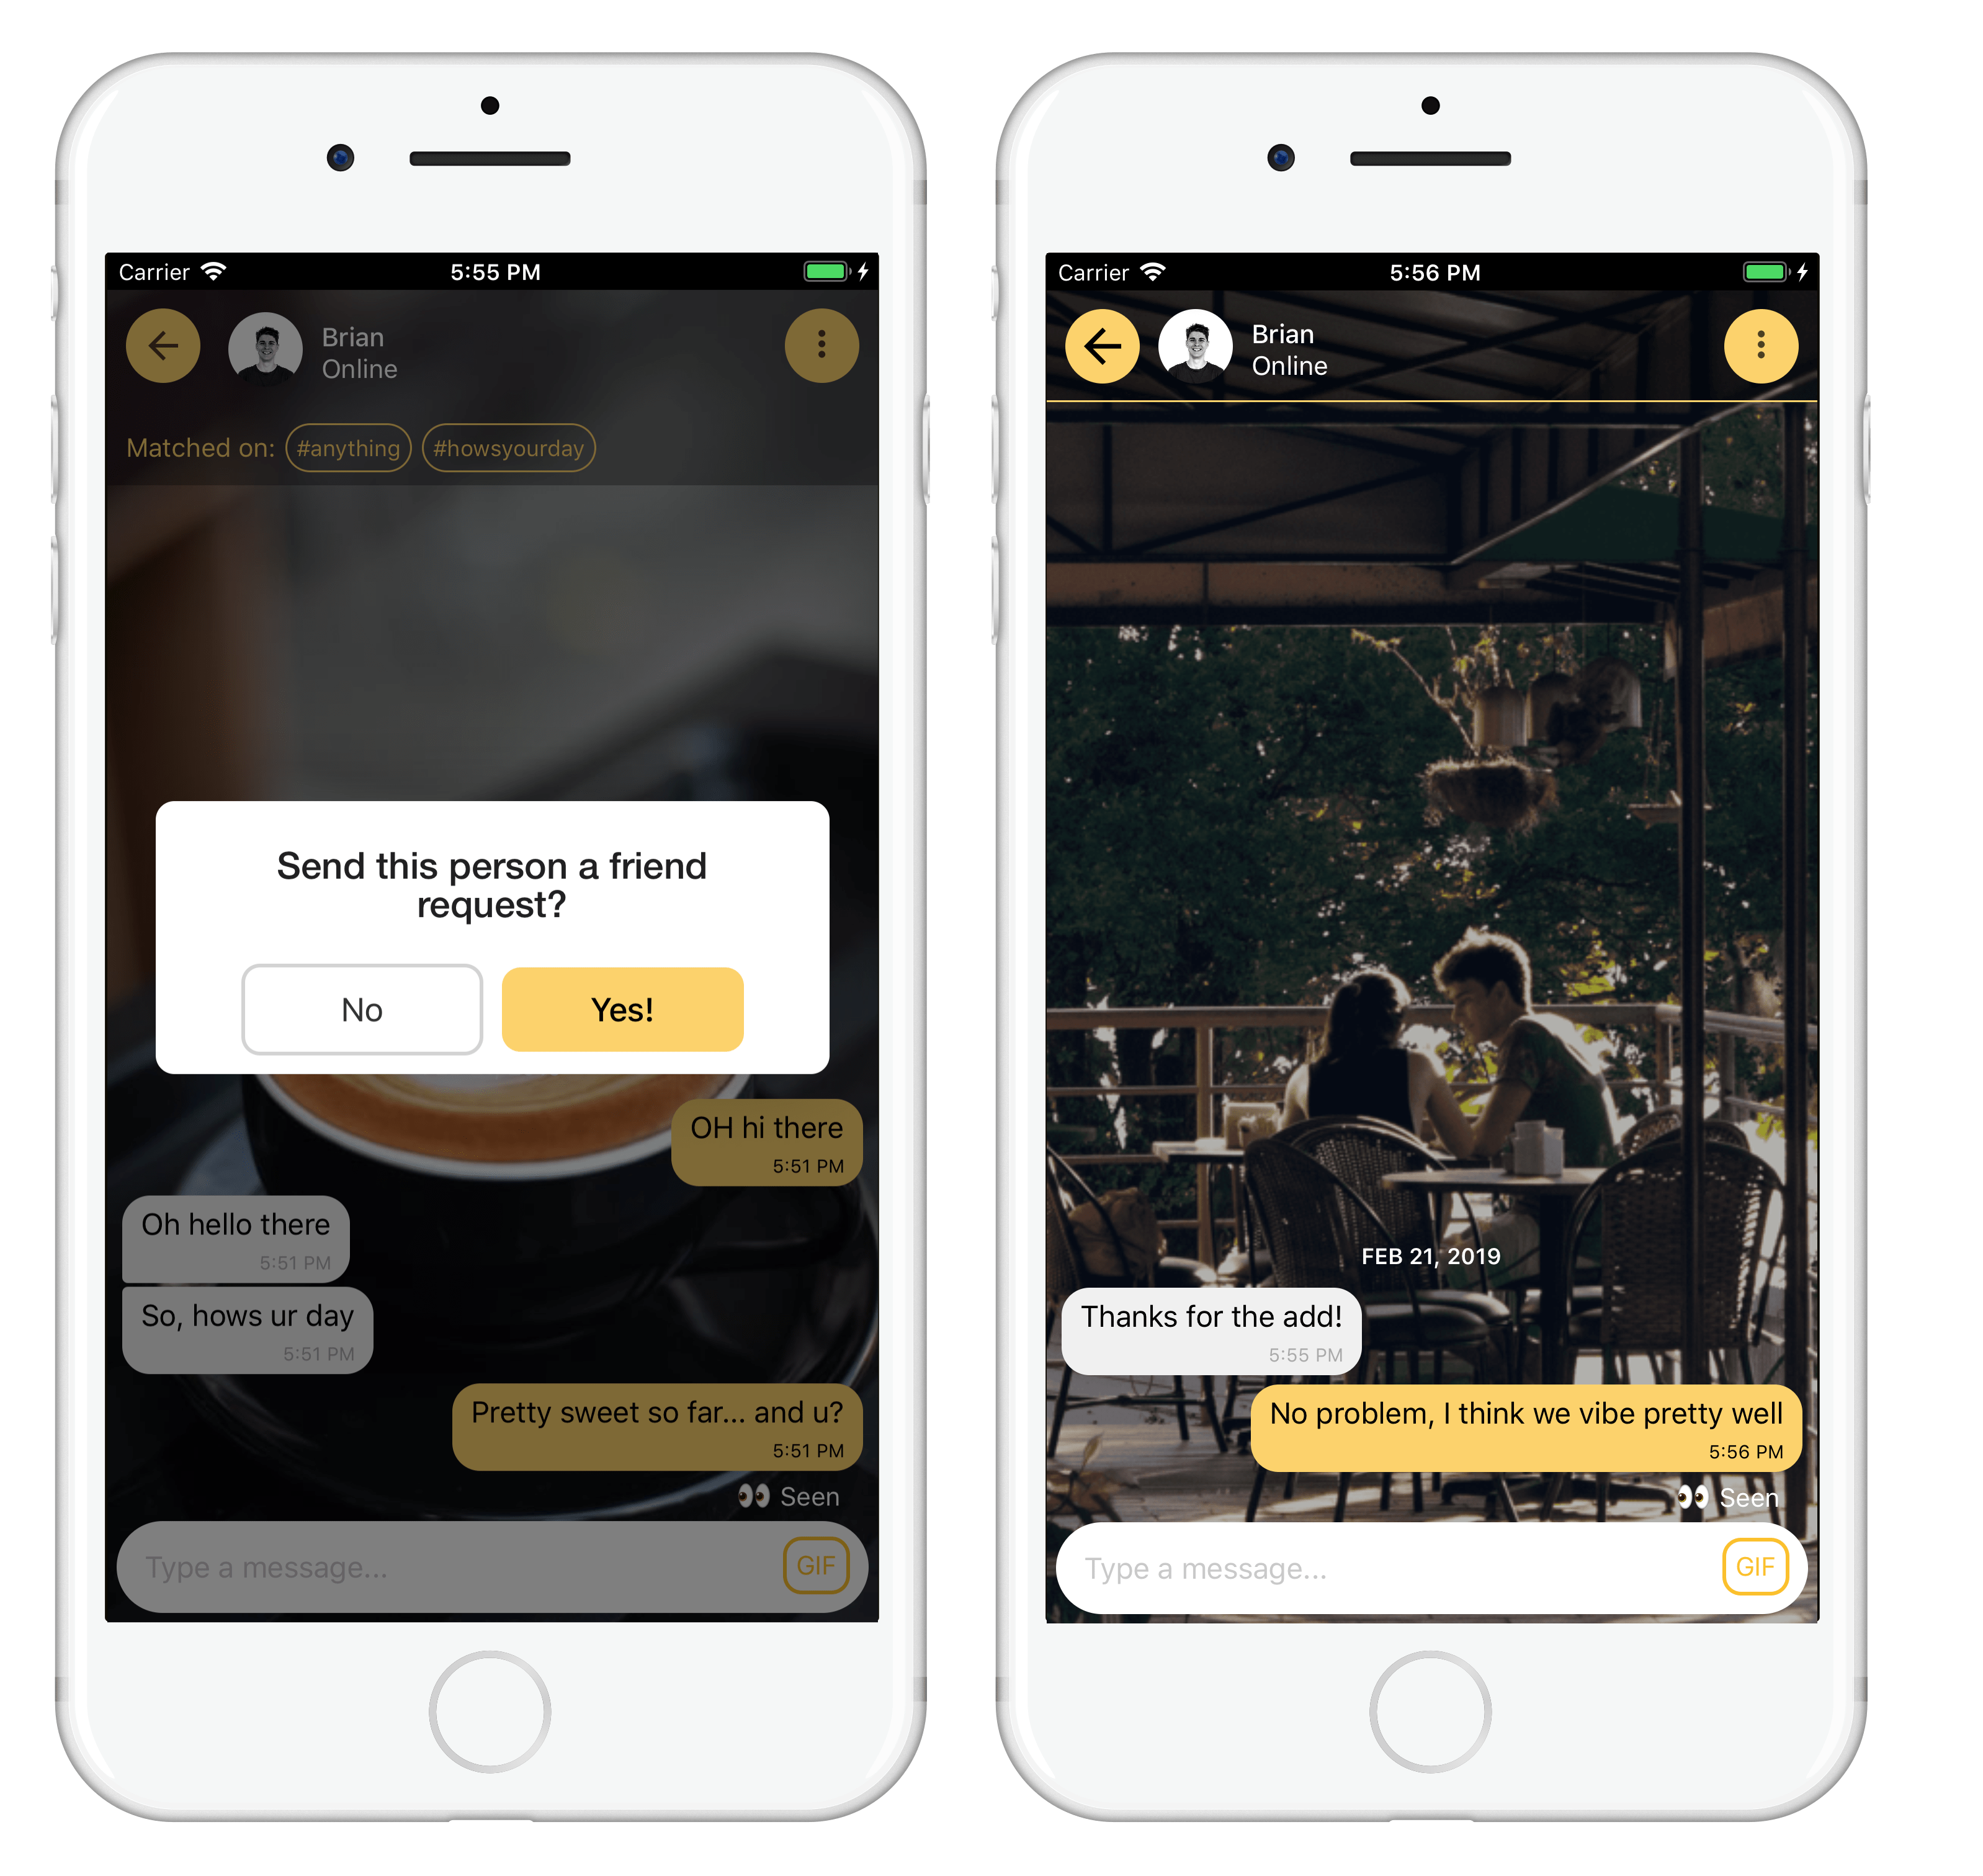 Carrier 5:55 PM
Brian
Online
Matched on: #anything #howsyourday
Send this person a friend
request?
No Yes!
OH hi there
5:51 PM
Oh hello there
5:51 PM
So, hows ur day
5:51 PM
Pretty sweet so far... and u?
5:51 PM
👀 Seen
Type a message... GIF
Carrier 5:56 PM
Brian
Online
FEB 21, 2019
Thanks for the add!
5:55 PM
No problem, I think we vibe pretty well
5:56 PM
👀 Seen
Type a message... GIF